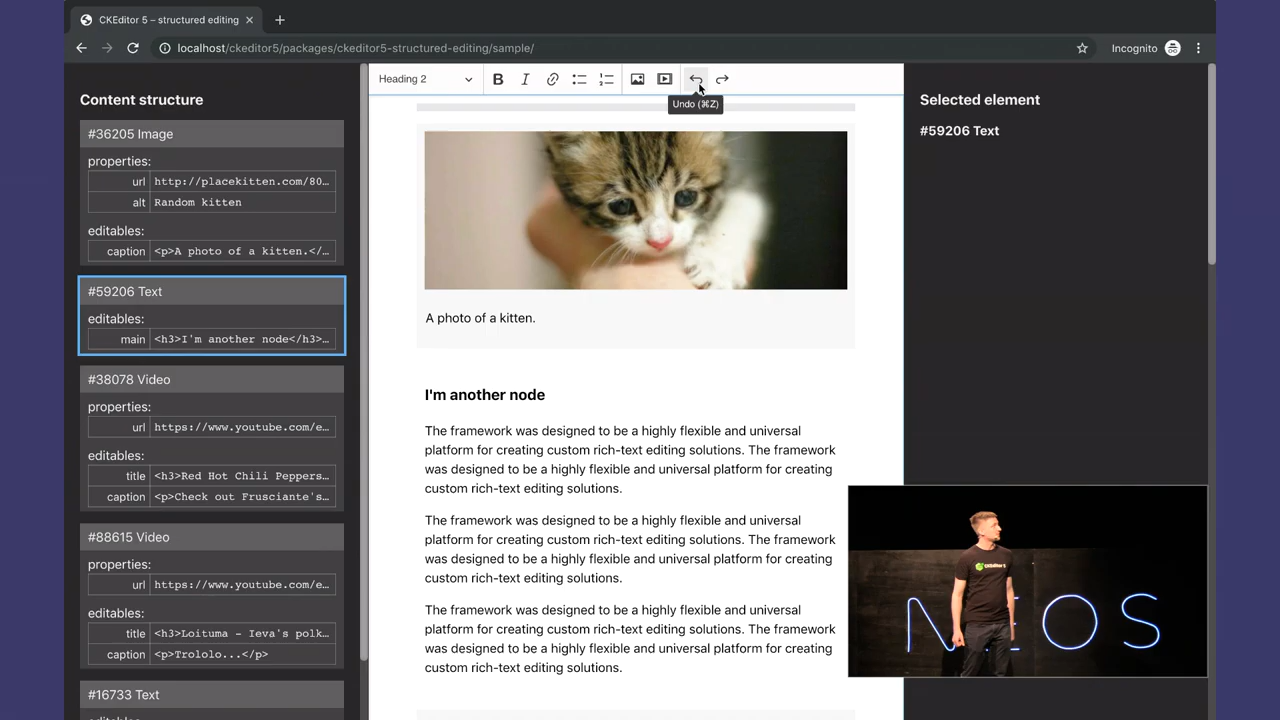 CKEditor 5 – structured editing
localhost/ckeditor5/packages/ckeditor5-structured-editing/sample/
Incognito
Content structure
#36205 Image
properties:
url http://placekitten.com/80…
alt Random kitten
editables:
caption <p>A photo of a kitten.</…
#59206 Text
editables:
main <h3>I'm another node</h3>…
#38078 Video
properties:
url https://www.youtube.com/e…
editables:
title <h3>Red Hot Chili Peppers…
caption <p>Check out Frusciante's…
#88615 Video
properties:
url https://www.youtube.com/e…
editables:
title <h3>Loituma – Ieva's polk…
caption <p>Trololo...</p>
#16733 Text
Heading 2
B I
Undo (⌘Z)
A photo of a kitten.
I'm another node
The framework was designed to be a highly flexible and universal
platform for creating custom rich-text editing solutions. The framework
was designed to be a highly flexible and universal platform for creating
custom rich-text editing solutions.
The framework was designed to be a highly flexible and universal
platform for creating custom rich-text editing solutions. The framework
was designed to be a highly flexible and universal platform for creating
custom rich-text editing solutions.
The framework was designed to be a highly flexible and universal
platform for creating custom rich-text editing solutions. The framework
was designed to be a highly flexible and universal platform for creating
custom rich-text editing solutions.
Selected element
#59206 Text
CKEditor 5
NEOS